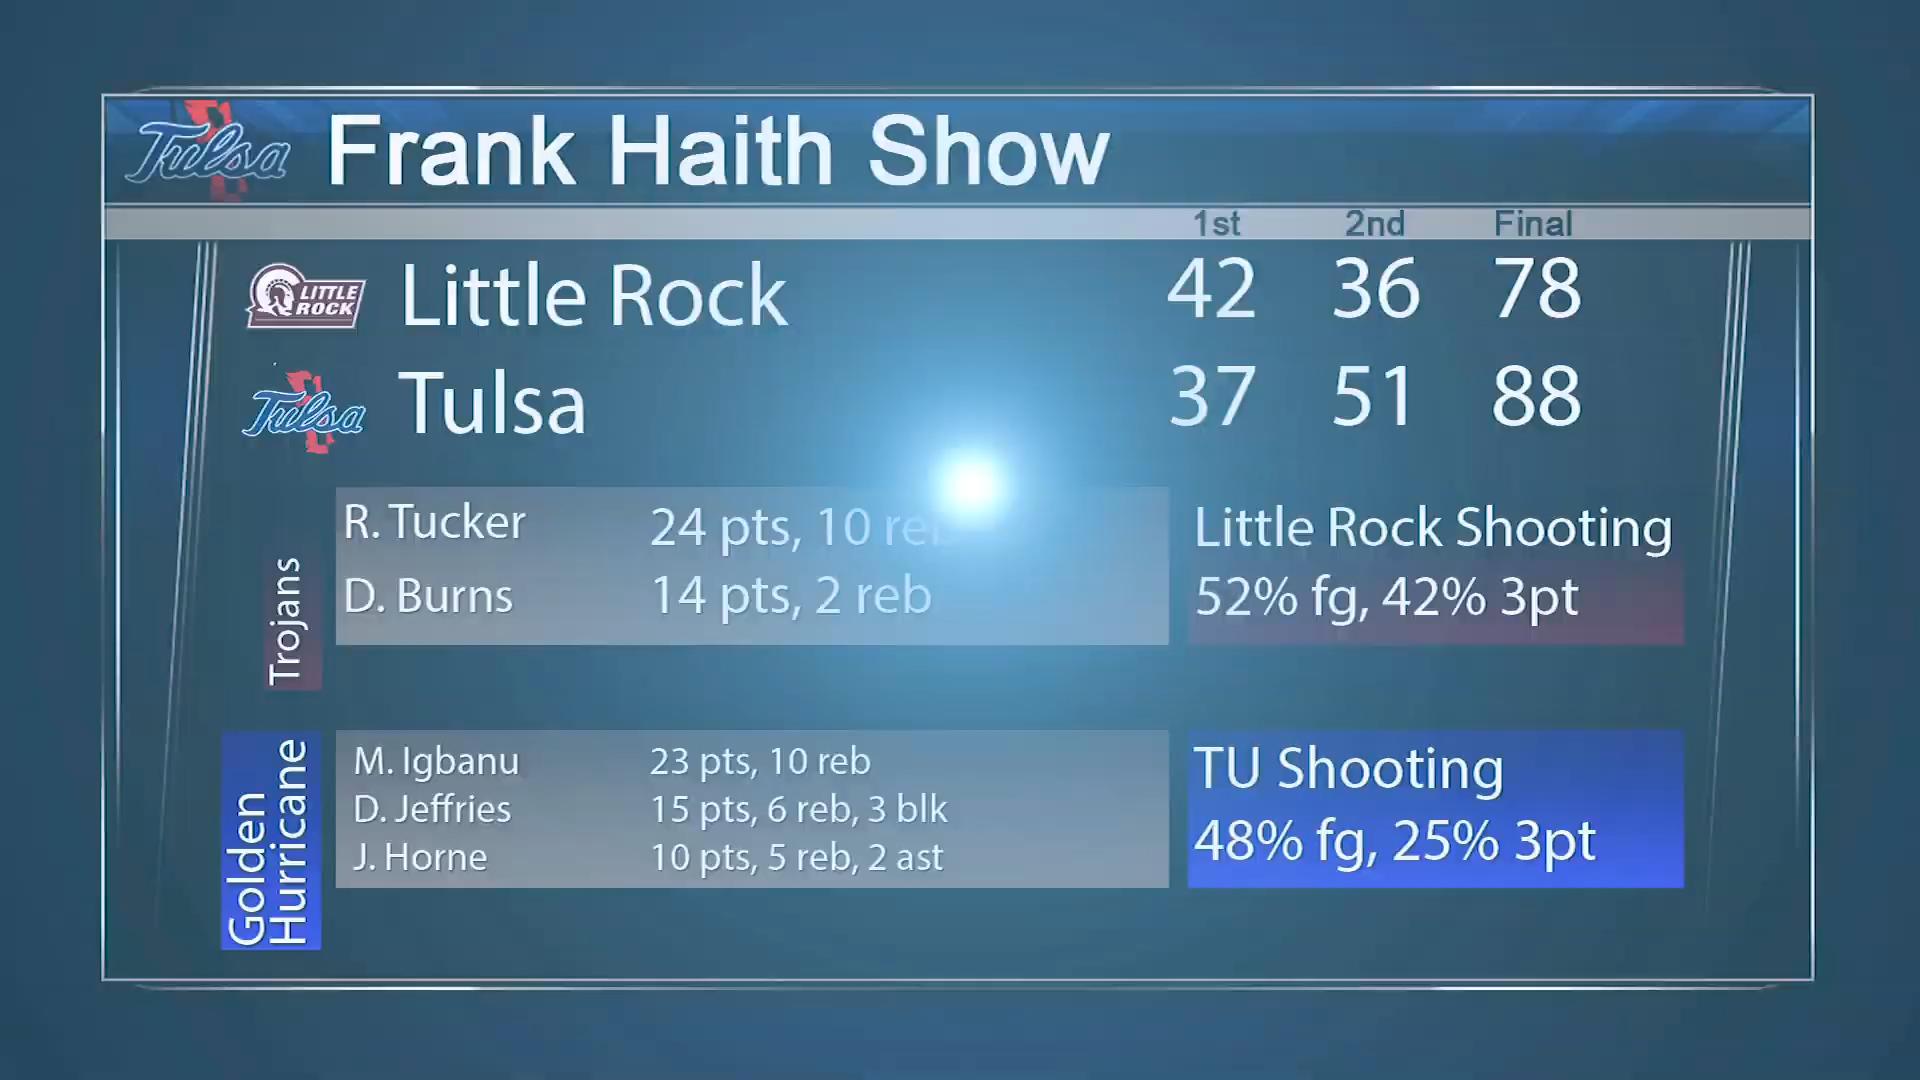 Tulsa Frank Haith Show
1st 2nd Final
LITTLE ROCK Little Rock 42 36 78
Tulsa Tulsa 37 51 88
Trojans
R. Tucker 24 pts, 10
D. Burns 14 pts, 2 reb
Little Rock Shooting
52% fg, 42% 3pt
Golden
Hurricane
M. Igbanu 23 pts, 10 reb
D. Jeffries 15 pts, 6 reb, 3 blk
J. Horne 10 pts, 5 reb, 2 ast
TU Shooting
48% fg, 25% 3pt